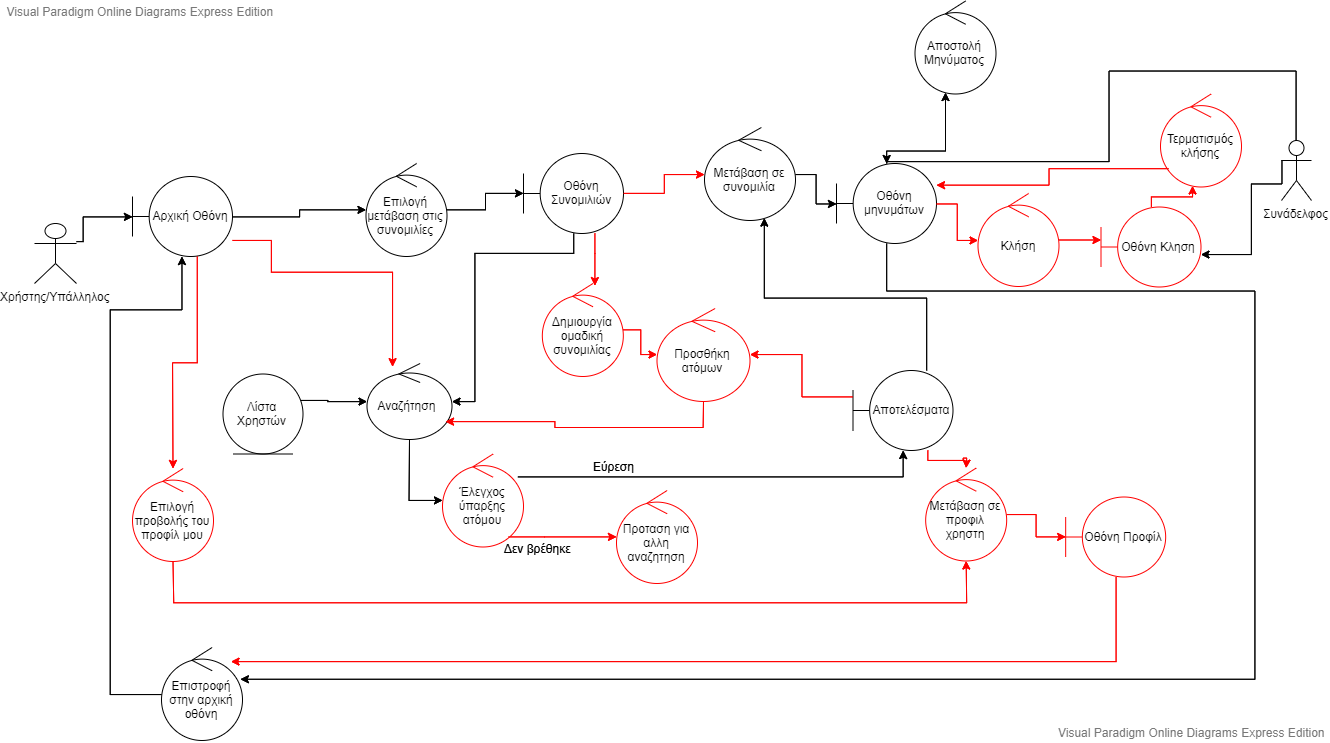 Visual Paradigm Online Diagrams Express Edition
Αποστολή
Μηνύματος
Τερματισμός
κλήσης
Αρχική Οθόνη
Επιλογή
μετάβαση στις
συνομιλίες
Οθόνη
Συνομιλιών
Μετάβαση σε
συνομιλία
Οθόνη
μηνυμάτων
Κλήση
Οθόνη Κληση
Συνάδελφος
Χρήστης/Υπάλληλος
Δημιουργία
ομαδική
συνομιλίας
Προσθήκη
ατόμων
Λίστα
Χρηστών
Αναζήτηση
Αποτελέσματα
Εύρεση
Έλεγχος
ύπαρξης
ατόμου
Δεν βρέθηκε
Προταση για
αλλη
αναζητηση
Επιλογή
προβολής του
προφίλ μου
Μετάβαση σε
προφιλ
χρηστη
Οθόνη Προφίλ
Επιστροφή
στην αρχική
οθόνη
Visual Paradigm Online Diagrams Express Edition